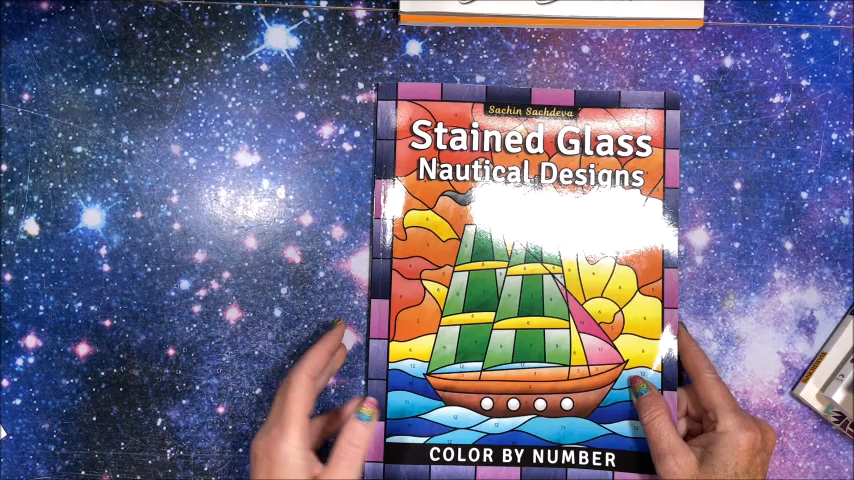 Sachin Sachdeva
Stained Glass
Nautical Designs
COLOR BY NUMBER